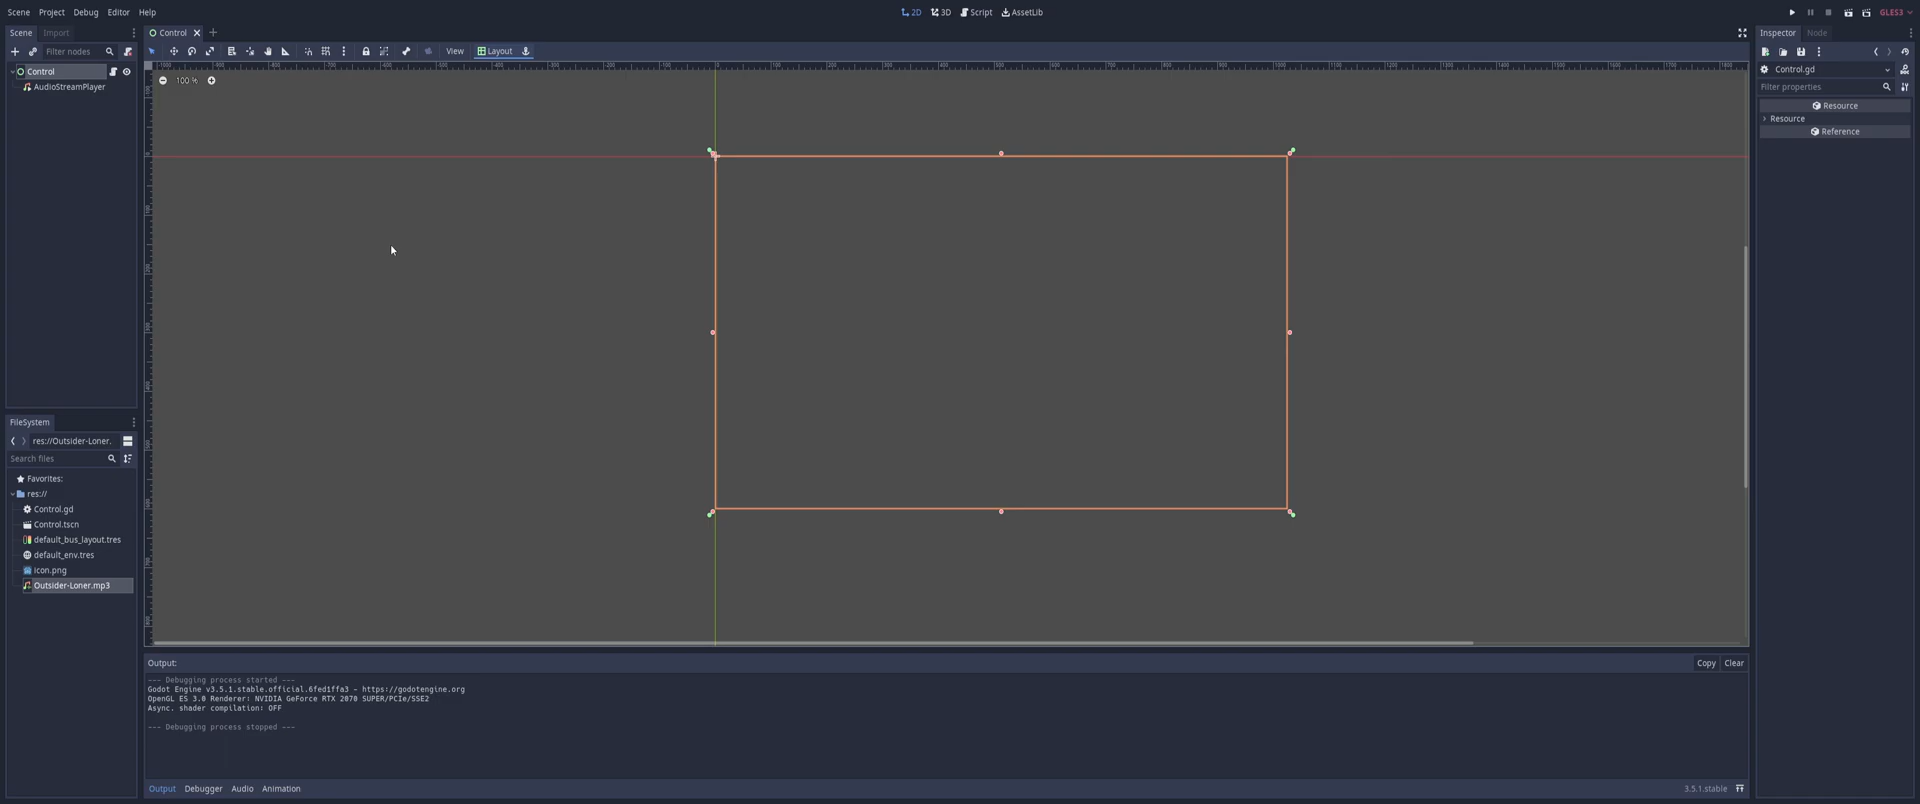 Scene Project Debug Editor Help
2D 3D Script AssetLib
GLES3
Scene Import
Control
Inspector Node
Filter nodes
View Layout
Control
AudioStreamPlayer
100 %
Control.gd
Filter properties
Resource
Resource
Reference
FileSystem
res://Outsider-Loner.
Search files
Favorites:
res://
Control.gd
Control.tscn
default_bus_layout.tres
default_env.tres
icon.png
Outsider-Loner.mp3
Output:
Copy Clear
--- Debugging process started ---
Godot Engine v3.5.1.stable.official.6fed1ffa3 - https://godotengine.org
OpenGL ES 3.0 Renderer: NVIDIA GeForce RTX 2070 SUPER/PCIe/SSE2
Async. shader compilation: OFF
--- Debugging process stopped ---
Output Debugger Audio Animation
3.5.1.stable